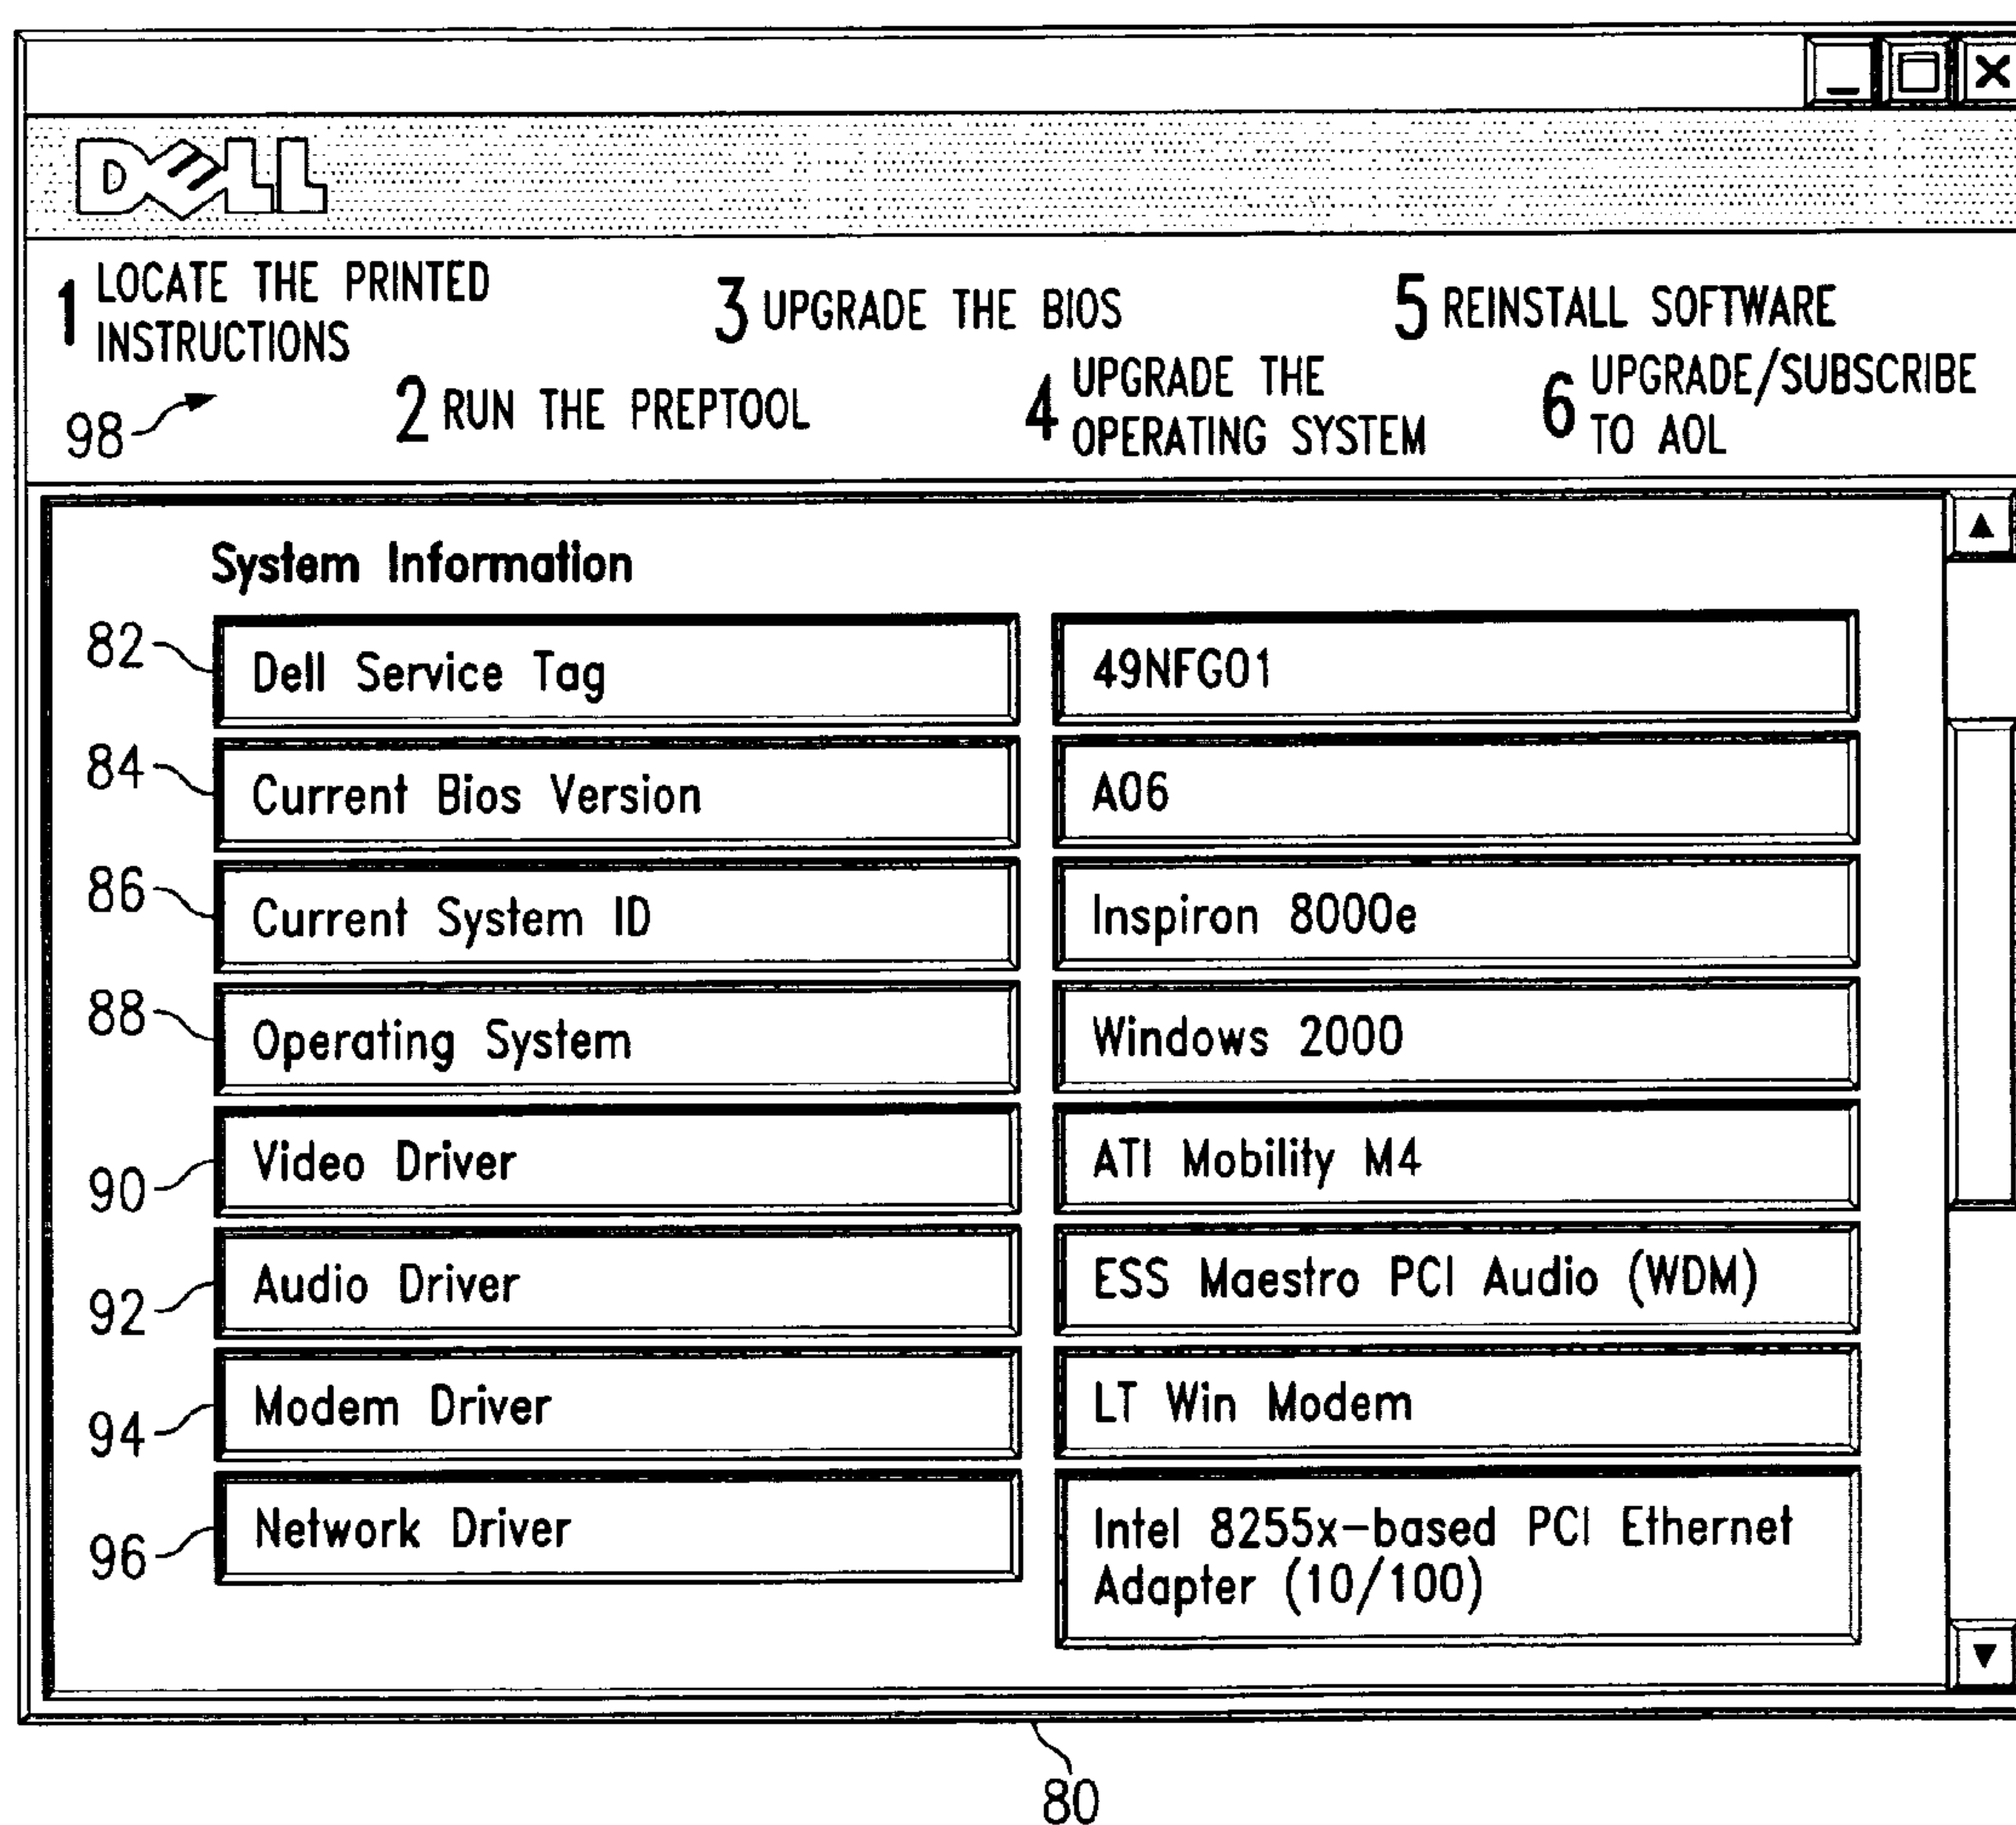 DELL
1 LOCATE THE PRINTED
INSTRUCTIONS
2 RUN THE PREPTOOL
3 UPGRADE THE BIOS
4 UPGRADE THE
OPERATING SYSTEM
5 REINSTALL SOFTWARE
6 UPGRADE/SUBSCRIBE
TO AOL
98
System Information
82 Dell Service Tag 49NFG01
84 Current Bios Version A06
86 Current System ID Inspiron 8000e
88 Operating System Windows 2000
90 Video Driver ATI Mobility M4
92 Audio Driver ESS Maestro PCI Audio (WDM)
94 Modem Driver LT Win Modem
96 Network Driver Intel 8255x-based PCI Ethernet
Adapter (10/100)
80